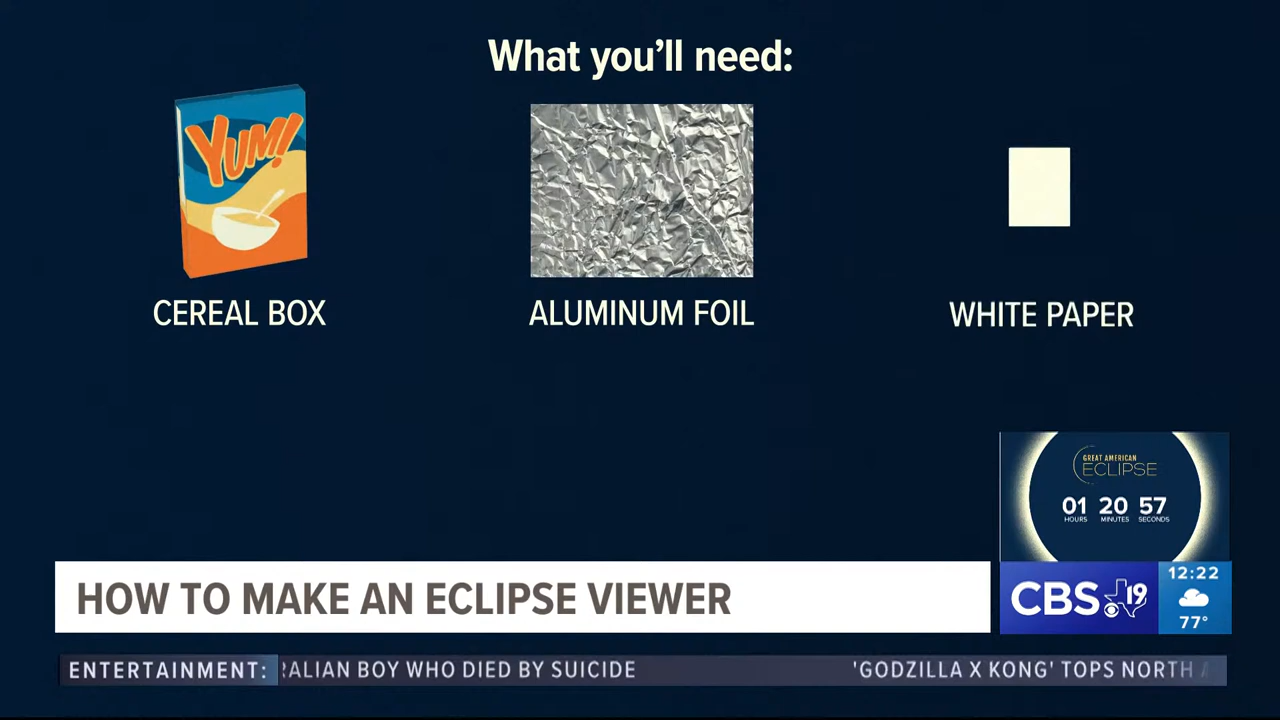 What you'll need:
YUM!
CEREAL BOX
ALUMINUM FOIL
WHITE PAPER
GREAT AMERICAN
ECLIPSE
01 20 57
HOURS MINUTES SECONDS
HOW TO MAKE AN ECLIPSE VIEWER
CBS 19
12:22
77°
ENTERTAINMENT: RALIAN BOY WHO DIED BY SUICIDE 'GODZILLA X KONG' TOPS NORTH A